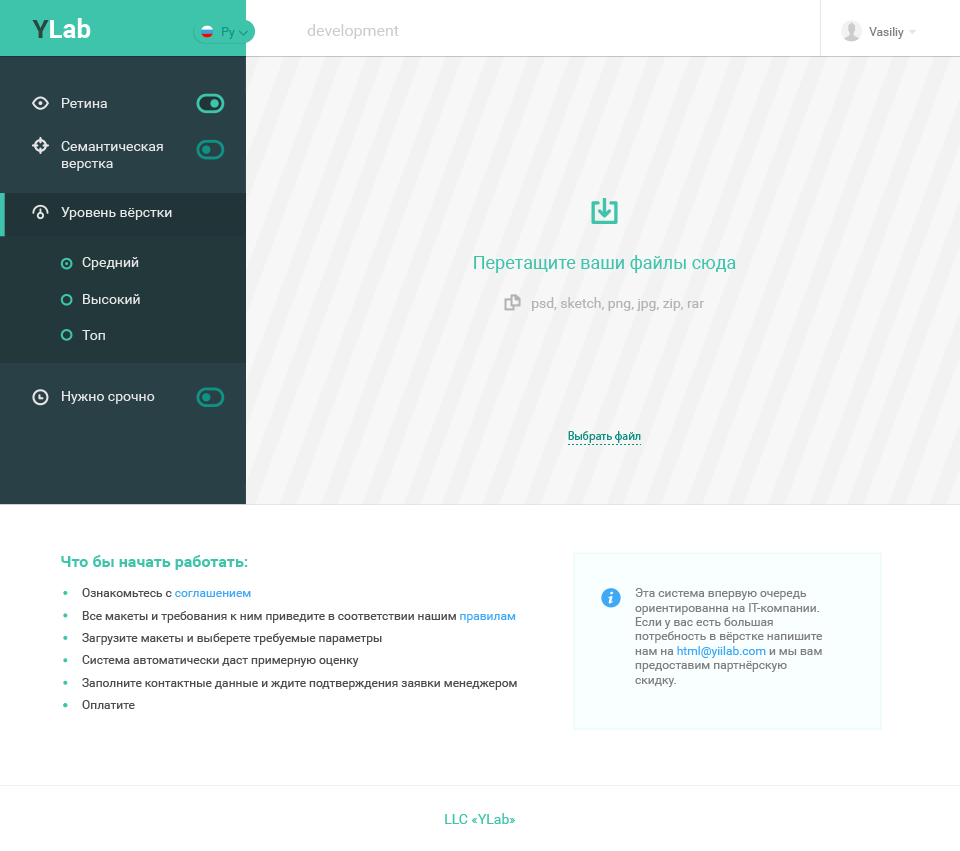 YLab
Ру
development
Vasiliy
Ретина
Семантическая
верстка
Уровень вёрстки
Средний
Высокий
Топ
Нужно срочно
Перетащите ваши файлы сюда
psd, sketch, png, jpg, zip, rar
Выбрать файл
Что бы начать работать:
Ознакомьтесь с соглашением
Все макеты и требования к ним приведите в соответствии нашим правилам
Загрузите макеты и выберете требуемые параметры
Система автоматически даст примерную оценку
Заполните контактные данные и ждите подтверждения заявки менеджером
Оплатите
Эта система впервую очередь
ориентированна на IT-компании.
Если у вас есть большая
потребность в вёрстке напишите
нам на html@yiilab.com и мы вам
предоставим партнёрскую
скидку.
LLC «YLab»